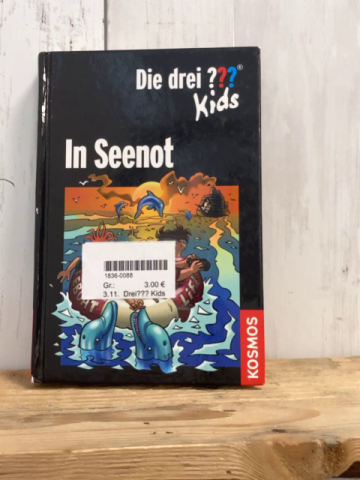 Die drei ???®
Kids
In Seenot
1836-0088
Gr.: 3.00 €
3.11. Drei??? Kids
KOSMOS